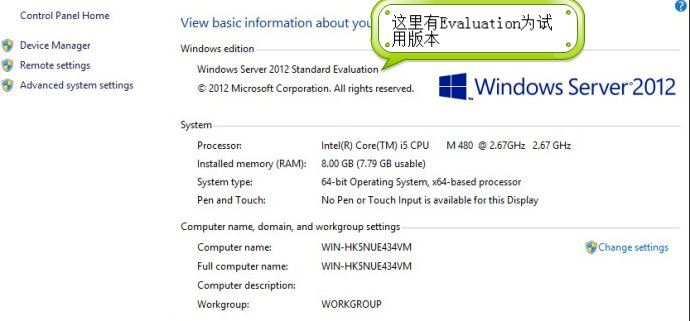 Control Panel Home
Device Manager
Remote settings
Advanced system settings
View basic information about you
这里有Evaluation为试
用版本
Windows edition
Windows Server 2012 Standard Evaluation
© 2012 Microsoft Corporation. All rights reserved.
Windows Server 2012
System
Processor: Intel(R) Core(TM) i5 CPU M 480 @ 2.67GHz 2.67 GHz
Installed memory (RAM): 8.00 GB (7.79 GB usable)
System type: 64-bit Operating System, x64-based processor
Pen and Touch: No Pen or Touch Input is available for this Display
Computer name, domain, and workgroup settings
Computer name: WIN-HK5NUE434VM Change settings
Full computer name: WIN-HK5NUE434VM
Computer description:
Workgroup: WORKGROUP